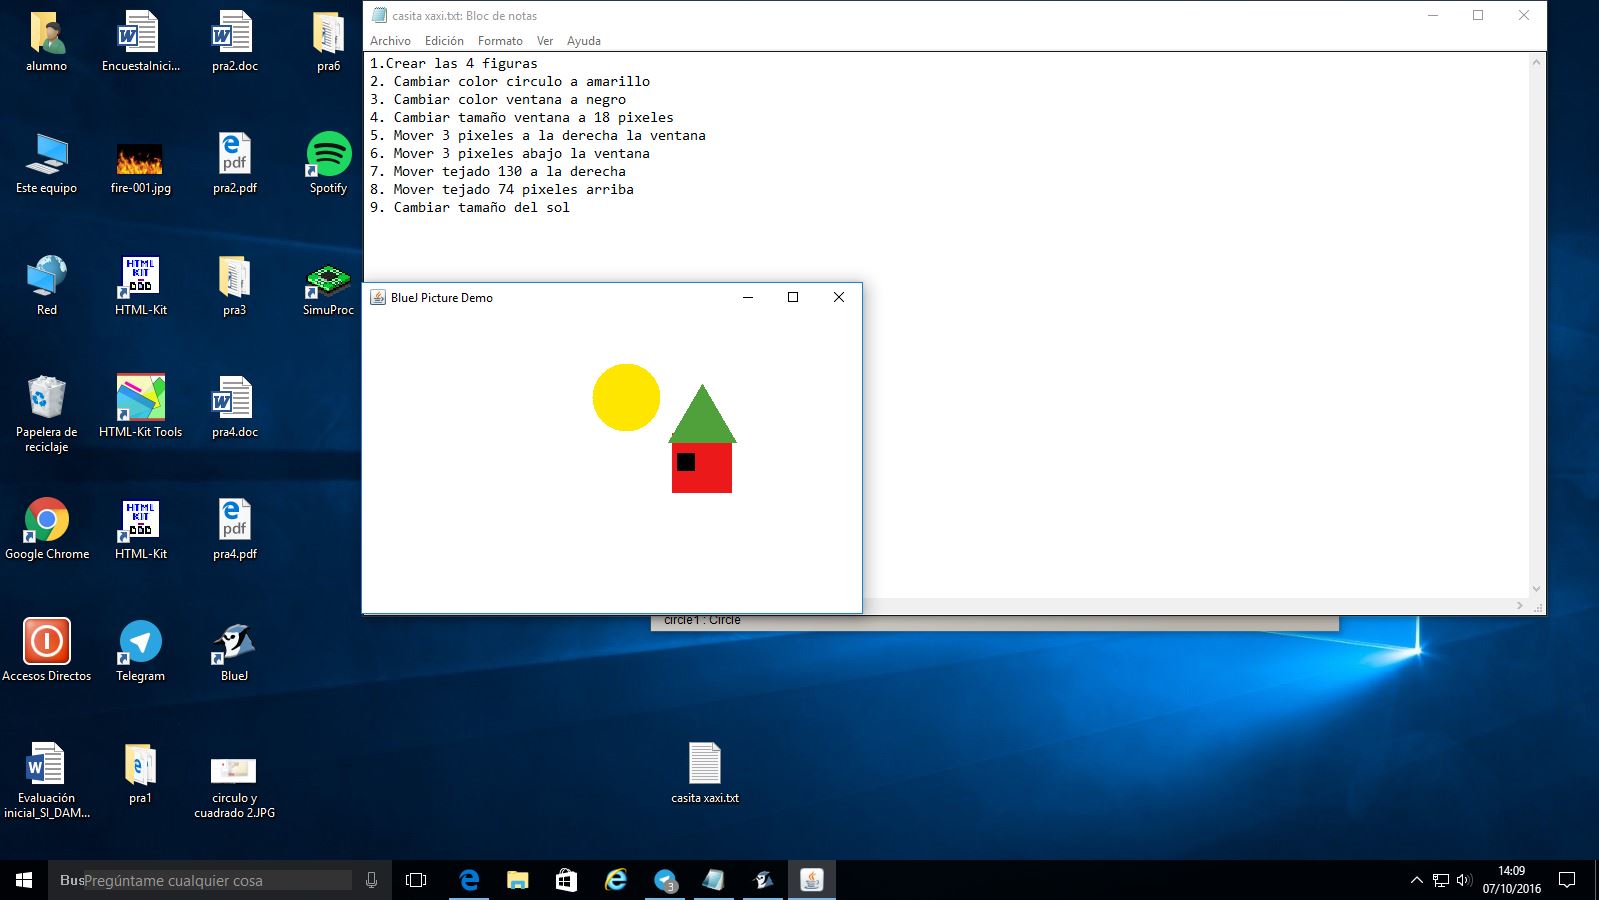 alumno
EncuestaInici...
pra2.doc
pra6
Este equipo
fire-001.jpg
pra2.pdf
Spotify
Red
HTML-Kit
pra3
SimuProc
Papelera de
reciclaje
HTML-Kit Tools
pra4.doc
Google Chrome
HTML-Kit
pra4.pdf
Accesos Directos
Telegram
BlueJ
Evaluación
inicial_SI_DAM...
pra1
circulo y
cuadrado 2.JPG
casita xaxi.txt
casita xaxi.txt: Bloc de notas
Archivo Edición Formato Ver Ayuda
1.Crear las 4 figuras
2. Cambiar color circulo a amarillo
3. Cambiar color ventana a negro
4. Cambiar tamaño ventana a 18 pixeles
5. Mover 3 pixeles a la derecha la ventana
6. Mover 3 pixeles abajo la ventana
7. Mover tejado 130 a la derecha
8. Mover tejado 74 pixeles arriba
9. Cambiar tamaño del sol
BlueJ Picture Demo
circle1 : Circle
BusPregúntame cualquier cosa
3
14:09
07/10/2016